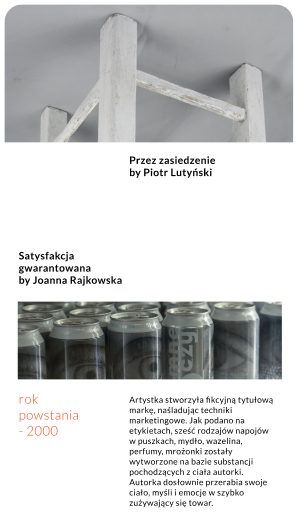 Przez zasiedzenie
by Piotr Lutyński
Satysfakcja
gwarantowana
by Joanna Rajkowska
rok
powstania
- 2000
Artystka stworzyła fikcyjną tytułową
markę, naśladując techniki
marketingowe. Jak podano na
etykietach, sześć rodzajów napojów
w puszkach, mydło, wazelina,
perfumy, mrożonki zostały
wytworzone na bazie substancji
pochodzących z ciała autorki.
Autorka dosłownie przerabia swoje
ciało, myśli i emocje w szybko
zużywający się towar.